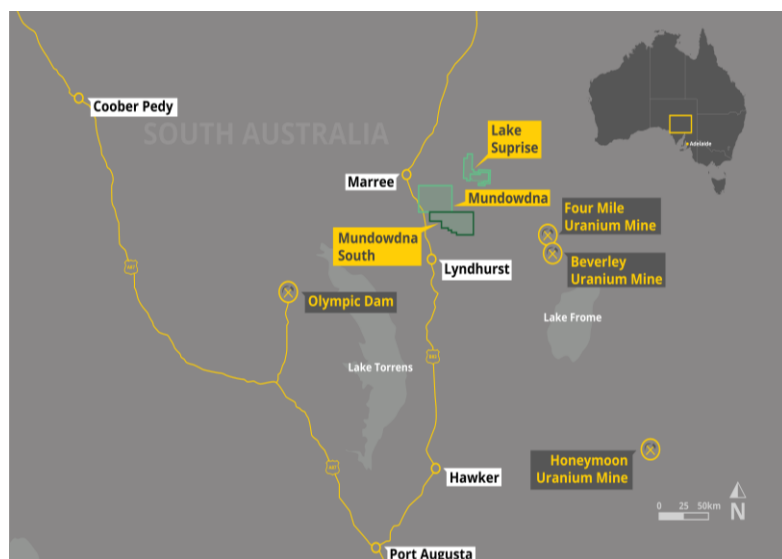 Coober Pedy
SOUTH AUSTRALIA
Adelaide
Lake
Suprise
Marree
Mundowdna
Four Mile
Uranium Mine
Mundowdna
South
Lyndhurst
Beverley
Uranium Mine
Olympic Dam
Lake Frome
Lake Torrens
Honeymoon
Uranium Mine
Hawker
0 25 50km
N
Port Augusta